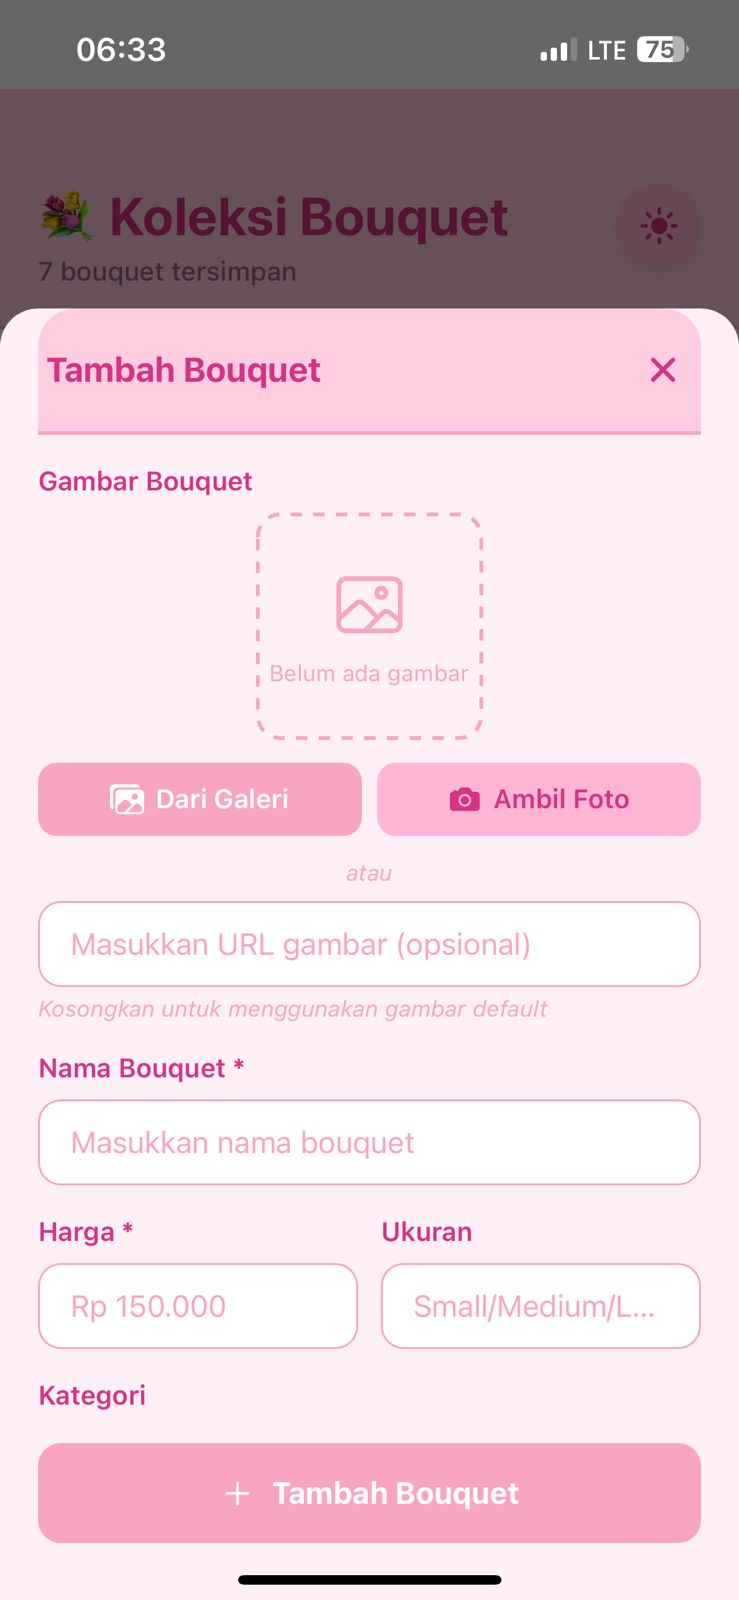 06:33
LTE 75
Koleksi Bouquet
7 bouquet tersimpan
Tambah Bouquet
Gambar Bouquet
Belum ada gambar
Dari Galeri
Ambil Foto
atau
Masukkan URL gambar (opsional)
Kosongkan untuk menggunakan gambar default
Nama Bouquet *
Masukkan nama bouquet
Harga *
Ukuran
Rp 150.000
Small/Medium/L...
Kategori
Tambah Bouquet